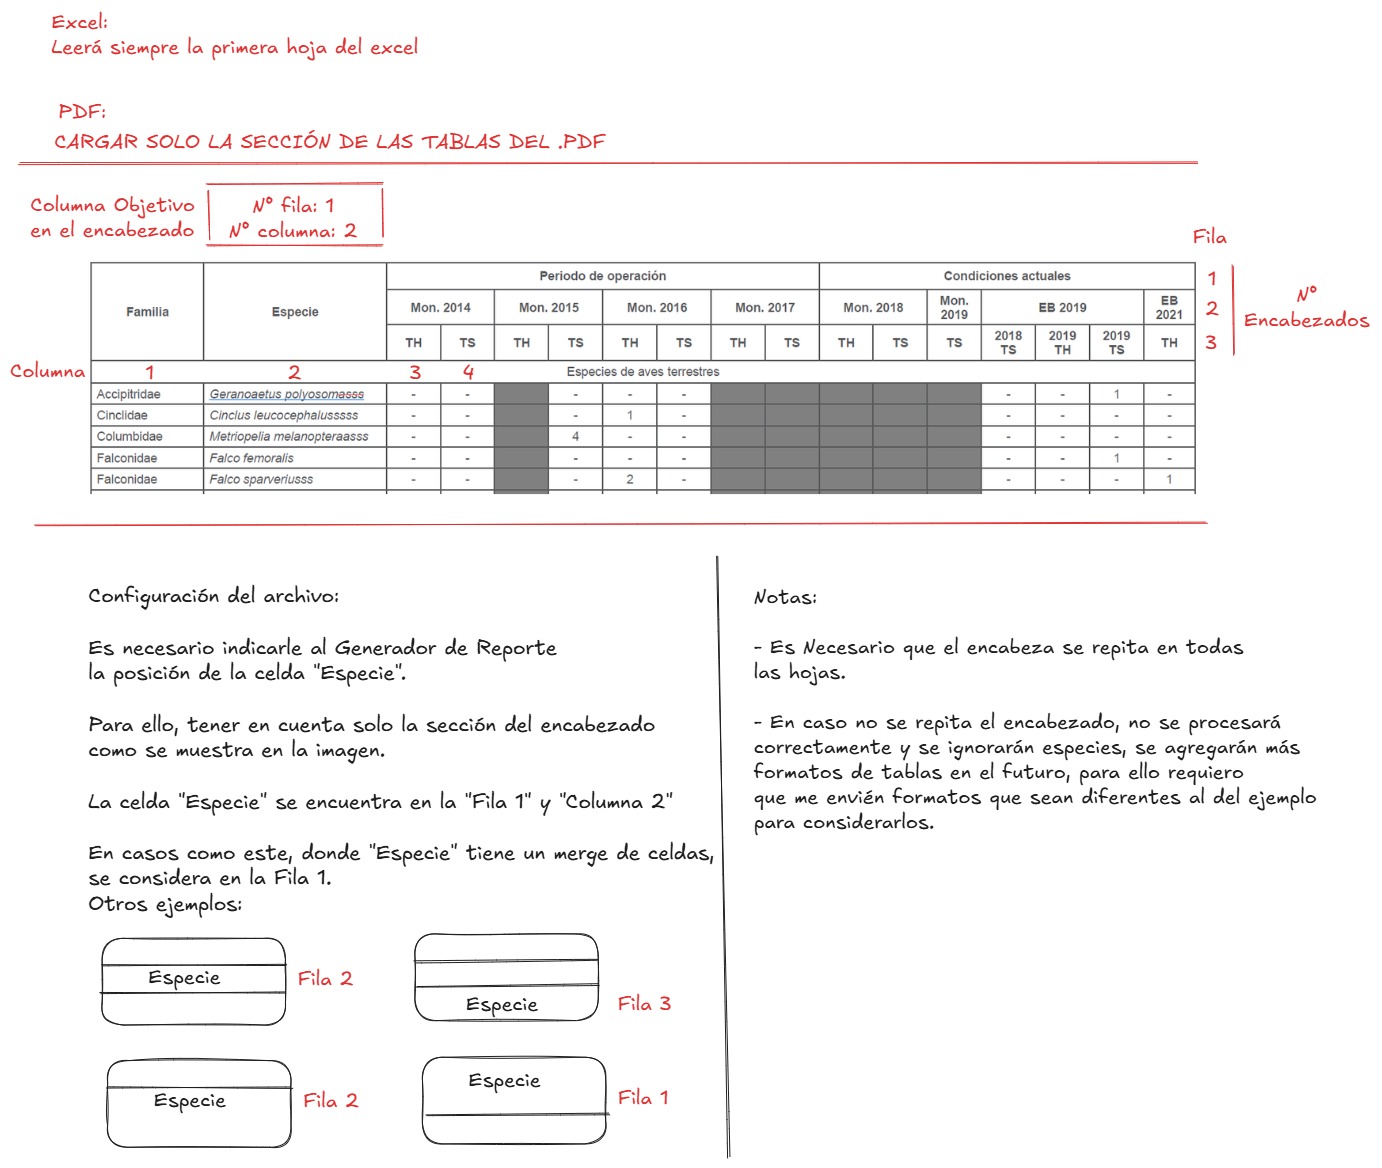 Excel:
Leerá siempre la primera hoja del excel
PDF:
CARGAR SOLO LA SECCIÓN DE LAS TABLAS DEL .PDF
Columna Objetivo
en el encabezado
N° fila: 1
N° columna: 2
Fila
Familia Especie Periodo de operación Condiciones actuales 1
Mon. 2014 Mon. 2015 Mon. 2016 Mon. 2017 Mon. 2018 Mon. 2019 EB 2019 EB 2021 2
TH TS TH TS TH TS TH TS TH TS TS 2018 TS 2019 TH 2019 TS TH 3
N°
Encabezados
Columna 1 2 3 4 Especies de aves terrestres
Accipitridae Geranoaetus polyosomasss - - - - - - - 1 -
Cinclidae Cinclus leucocephalusssss - - - 1 - - - - -
Columbidae Metriopelia melanopteraasss - - 4 - - - - - -
Falconidae Falco femoralis - - - - - - - 1 -
Falconidae Falco sparveriusss - - - 2 - - - - 1
Configuración del archivo:
Es necesario indicarle al Generador de Reporte
la posición de la celda "Especie".
Para ello, tener en cuenta solo la sección del encabezado
como se muestra en la imagen.
La celda "Especie" se encuentra en la "Fila 1" y "Columna 2"
En casos como este, donde "Especie" tiene un merge de celdas,
se considera en la Fila 1.
Otros ejemplos:
Especie Fila 2
Especie Fila 3
Especie Fila 2
Especie Fila 1
Notas:
- Es Necesario que el encabeza se repita en todas
las hojas.
- En caso no se repita el encabezado, no se procesará
correctamente y se ignorarán especies, se agregarán más
formatos de tablas en el futuro, para ello requiero
que me envién formatos que sean diferentes al del ejemplo
para considerarlos.